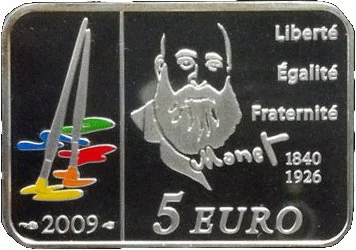 Liberté
Égalité
Fraternité
Monet
1840
1926
2009
5 EURO